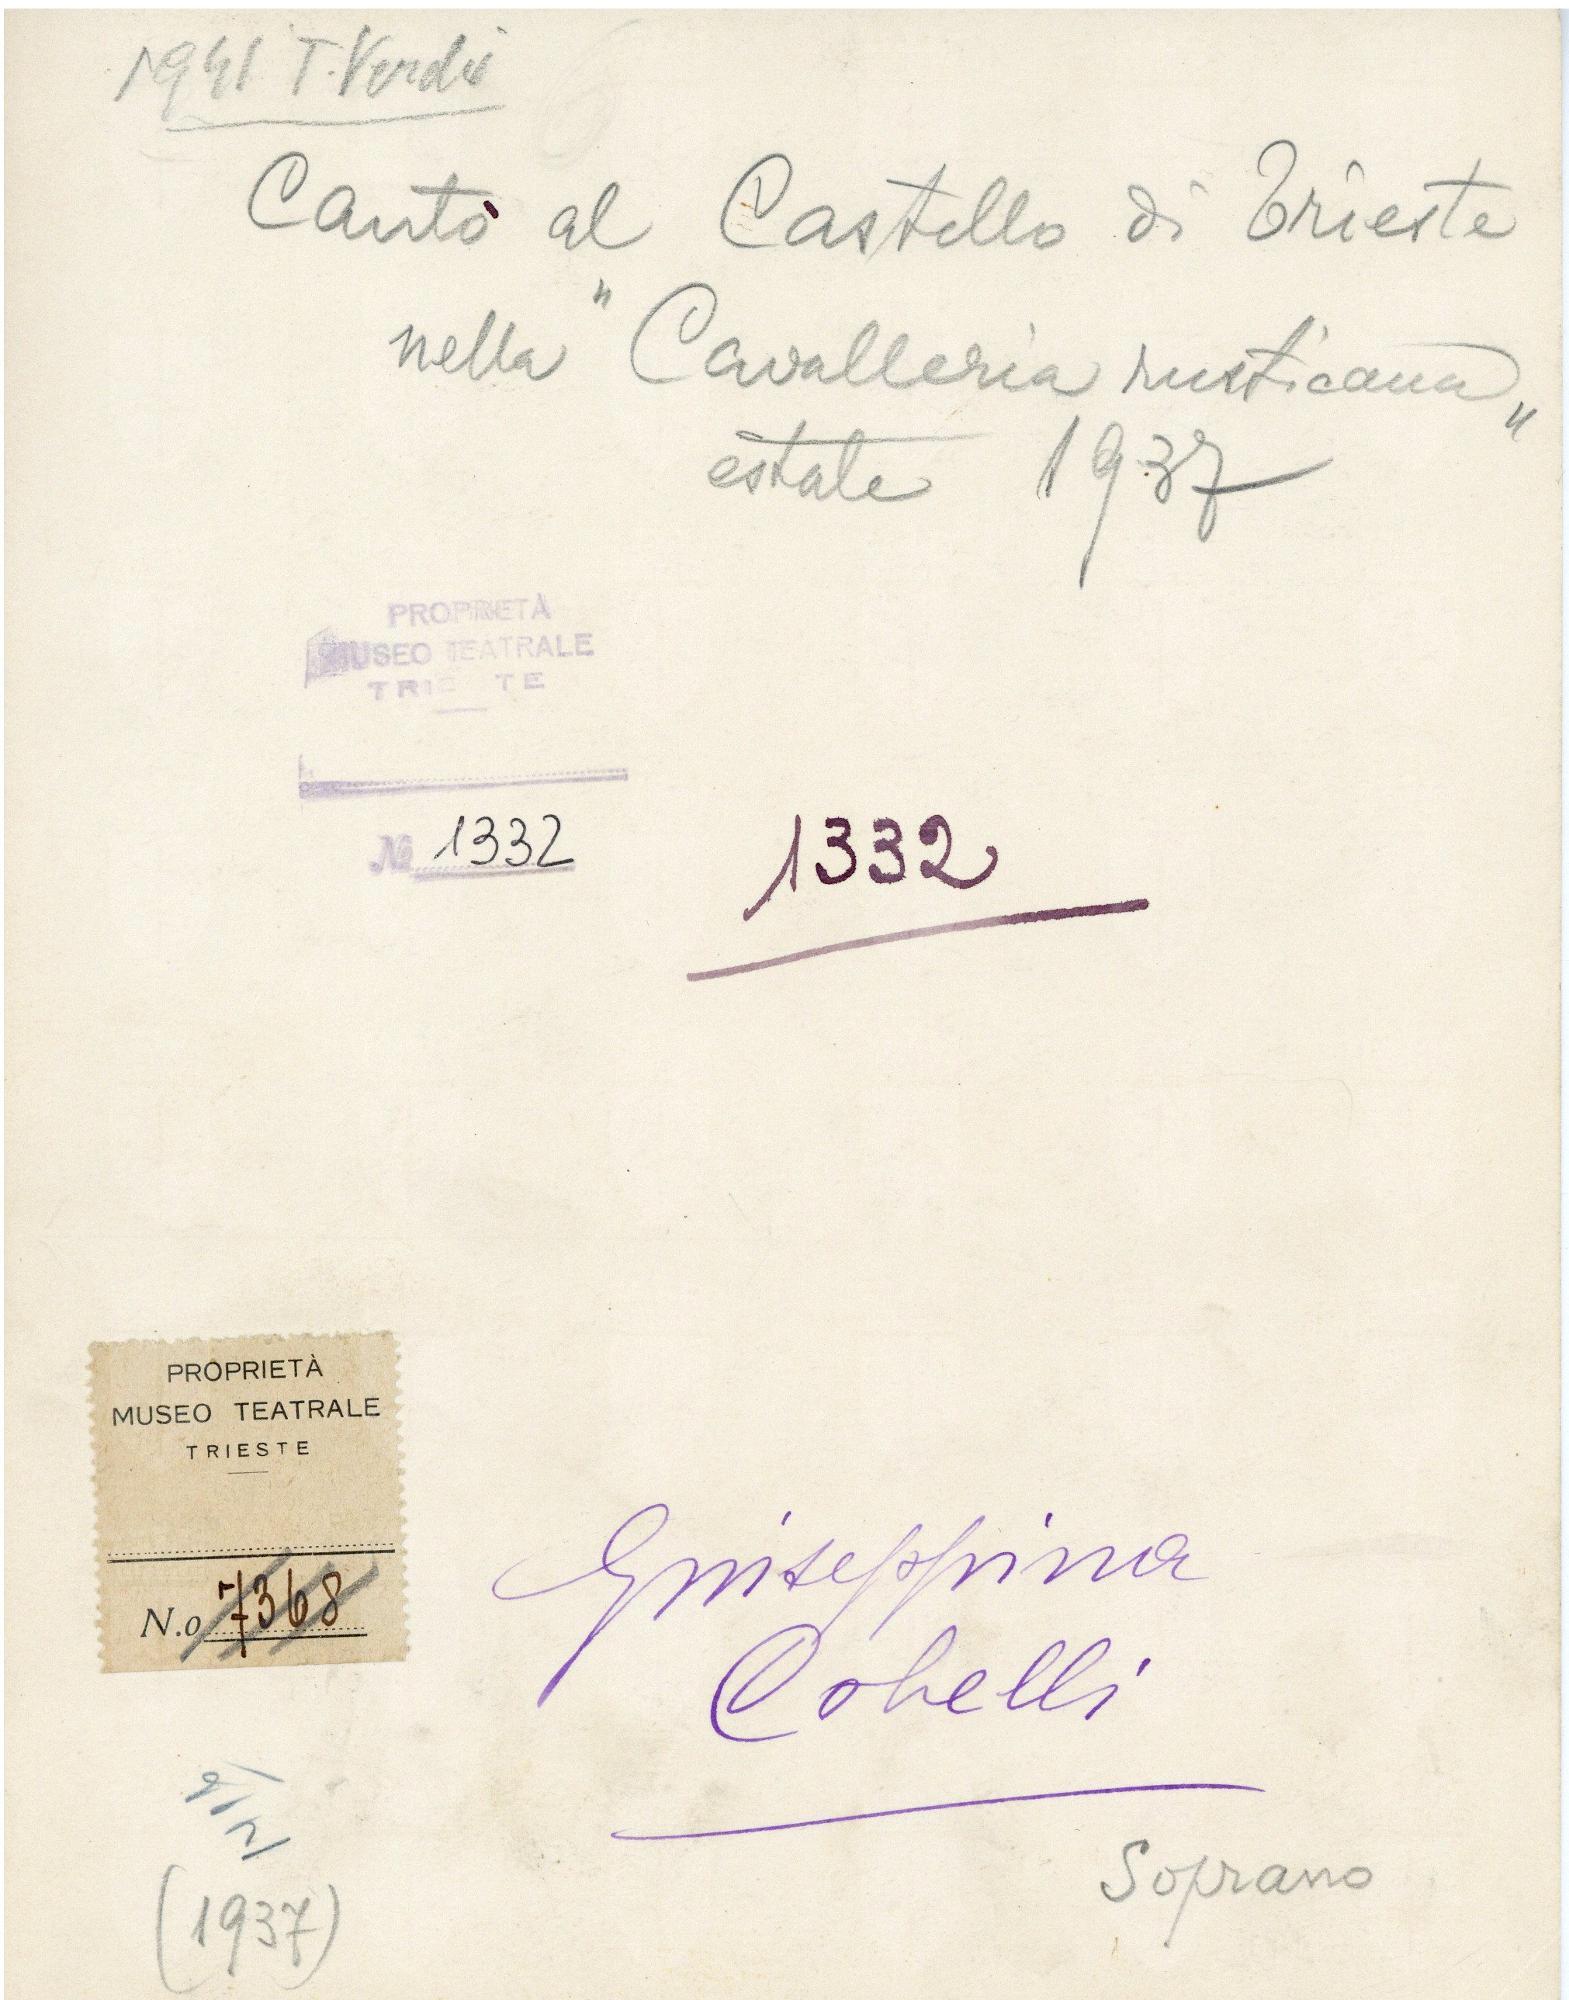 1941 T. Verdi
Cantò al Castello di Trieste
nella "Cavalleria rusticana"
estate 1937
PROPRIETÀ
MUSEO TEATRALE
TRIESTE
No 1332
1332
PROPRIETÀ
MUSEO TEATRALE
TRIESTE
N.o 7368
Giuseppina
Cobelli
Soprano
(1937)